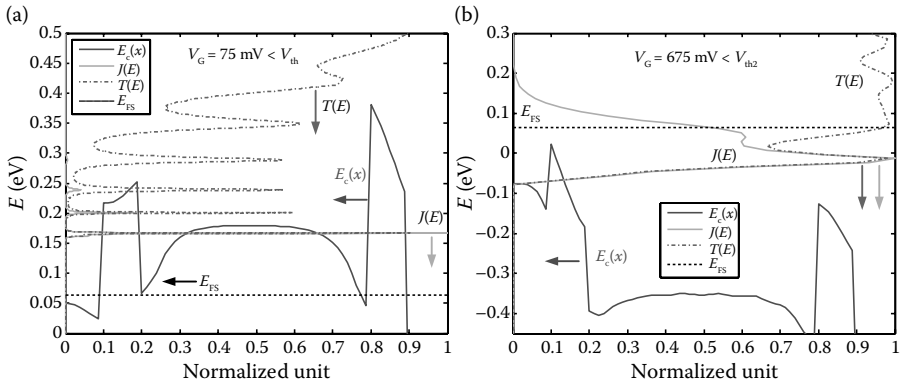 (a)
0.5
0.45
0.4
0.35
0.3
0.25
0.2
0.15
0.1
0.05
0
E (eV)
E_c(x)
J(E)
T(E)
E_FS
V_G = 75 mV < V_th
T(E)
E_c(x)
J(E)
E_FS
0 0.1 0.2 0.3 0.4 0.5 0.6 0.7 0.8 0.9 1
Normalized unit
(b)
0.3
0.2
0.1
0
−0.1
−0.2
−0.3
−0.4
E (eV)
V_G = 675 mV < V_th2
T(E)
E_FS
J(E)
E_c(x)
E_c(x)
J(E)
T(E)
E_FS
0 0.1 0.2 0.3 0.4 0.5 0.6 0.7 0.8 0.9 1
Normalized unit